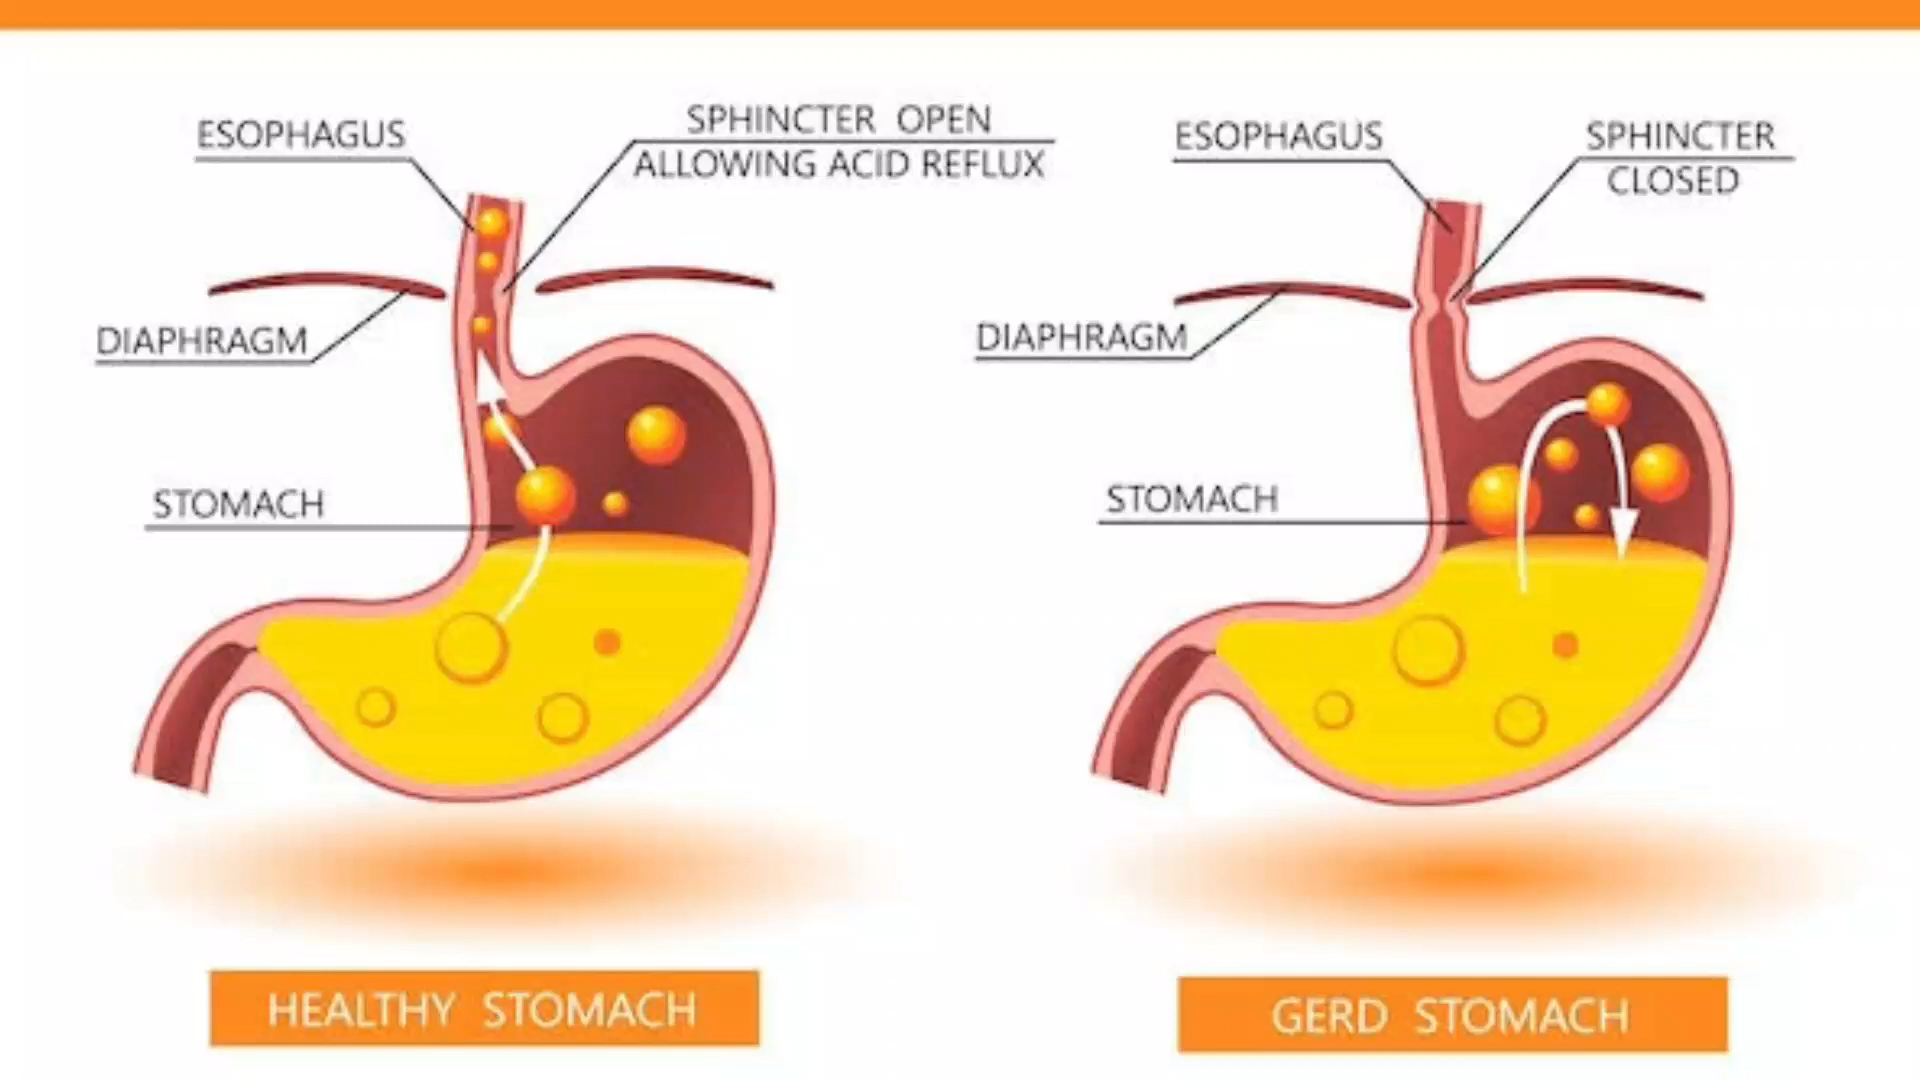 ESOPHAGUS
SPHINCTER OPEN
ALLOWING ACID REFLUX
DIAPHRAGM
STOMACH
HEALTHY STOMACH
ESOPHAGUS
SPHINCTER
CLOSED
DIAPHRAGM
STOMACH
GERD STOMACH